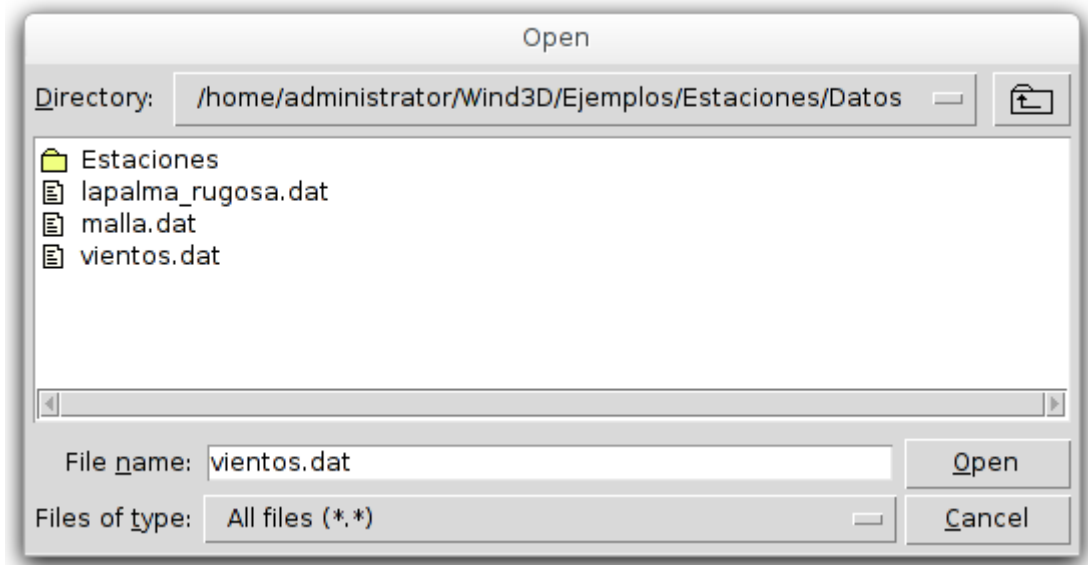 Open
Directory: /home/administrator/Wind3D/Ejemplos/Estaciones/Datos
Estaciones
lapalma_rugosa.dat
malla.dat
vientos.dat
File name: vientos.dat Open
Files of type: All files (*.*) Cancel